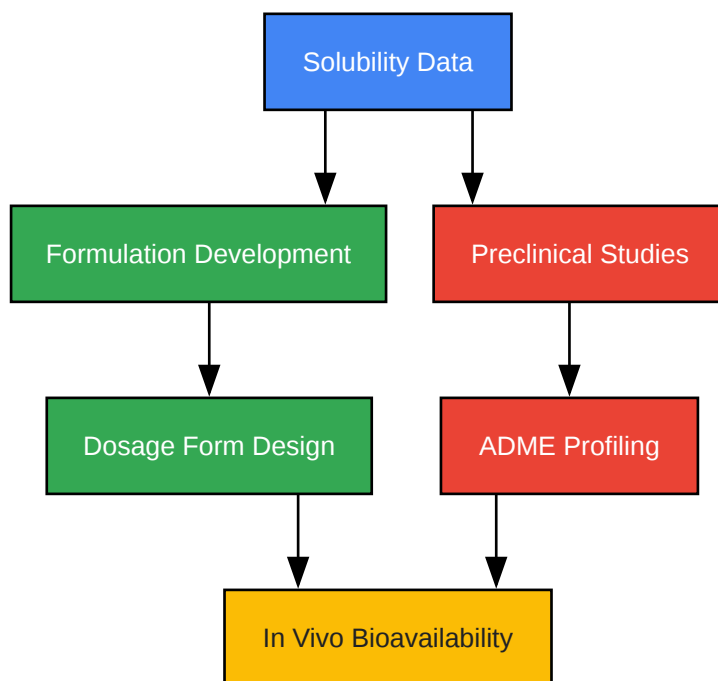 Solubility Data
Formulation Development
Preclinical Studies
Dosage Form Design
ADME Profiling
In Vivo Bioavailability